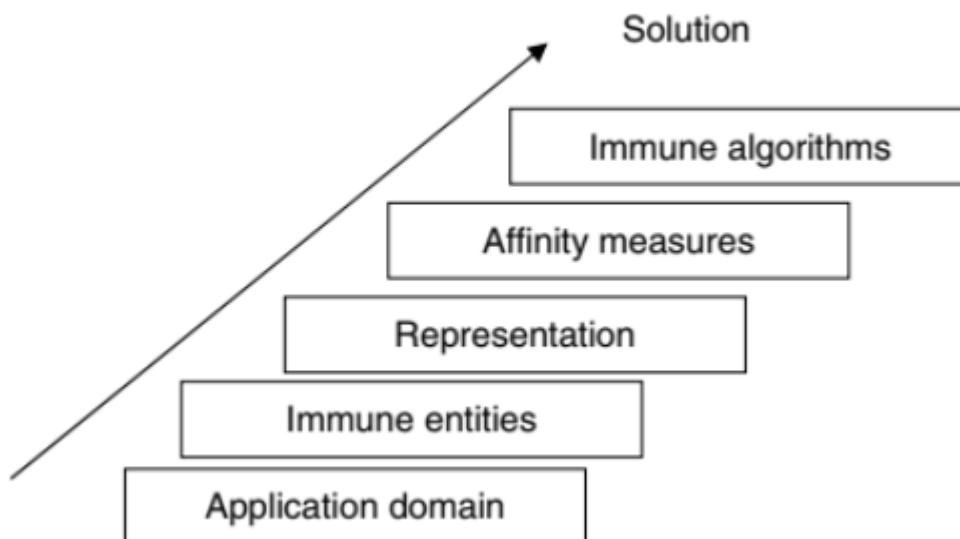 Solution
Immune algorithms
Affinity measures
Representation
Immune entities
Application domain